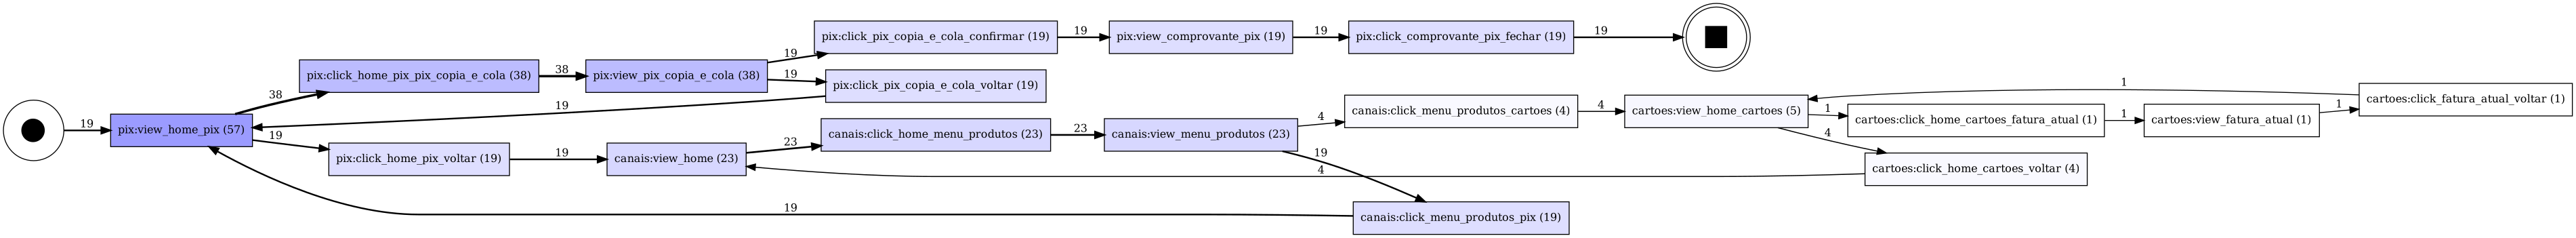 19
pix:view_home_pix (57)
38
pix:click_home_pix_pix_copia_e_cola (38)
38
pix:view_pix_copia_e_cola (38)
19
pix:click_pix_copia_e_cola_confirmar (19)
19
pix:view_comprovante_pix (19)
19
pix:click_comprovante_pix_fechar (19)
19
19
pix:click_pix_copia_e_cola_voltar (19)
19
19
pix:click_home_pix_voltar (19)
19
canais:view_home (23)
23
canais:click_home_menu_produtos (23)
23
canais:view_menu_produtos (23)
4
canais:click_menu_produtos_cartoes (4)
4
cartoes:view_home_cartoes (5)
1
cartoes:click_home_cartoes_fatura_atual (1)
1
cartoes:view_fatura_atual (1)
1
cartoes:click_fatura_atual_voltar (1)
1
4
cartoes:click_home_cartoes_voltar (4)
4
19
canais:click_menu_produtos_pix (19)
19